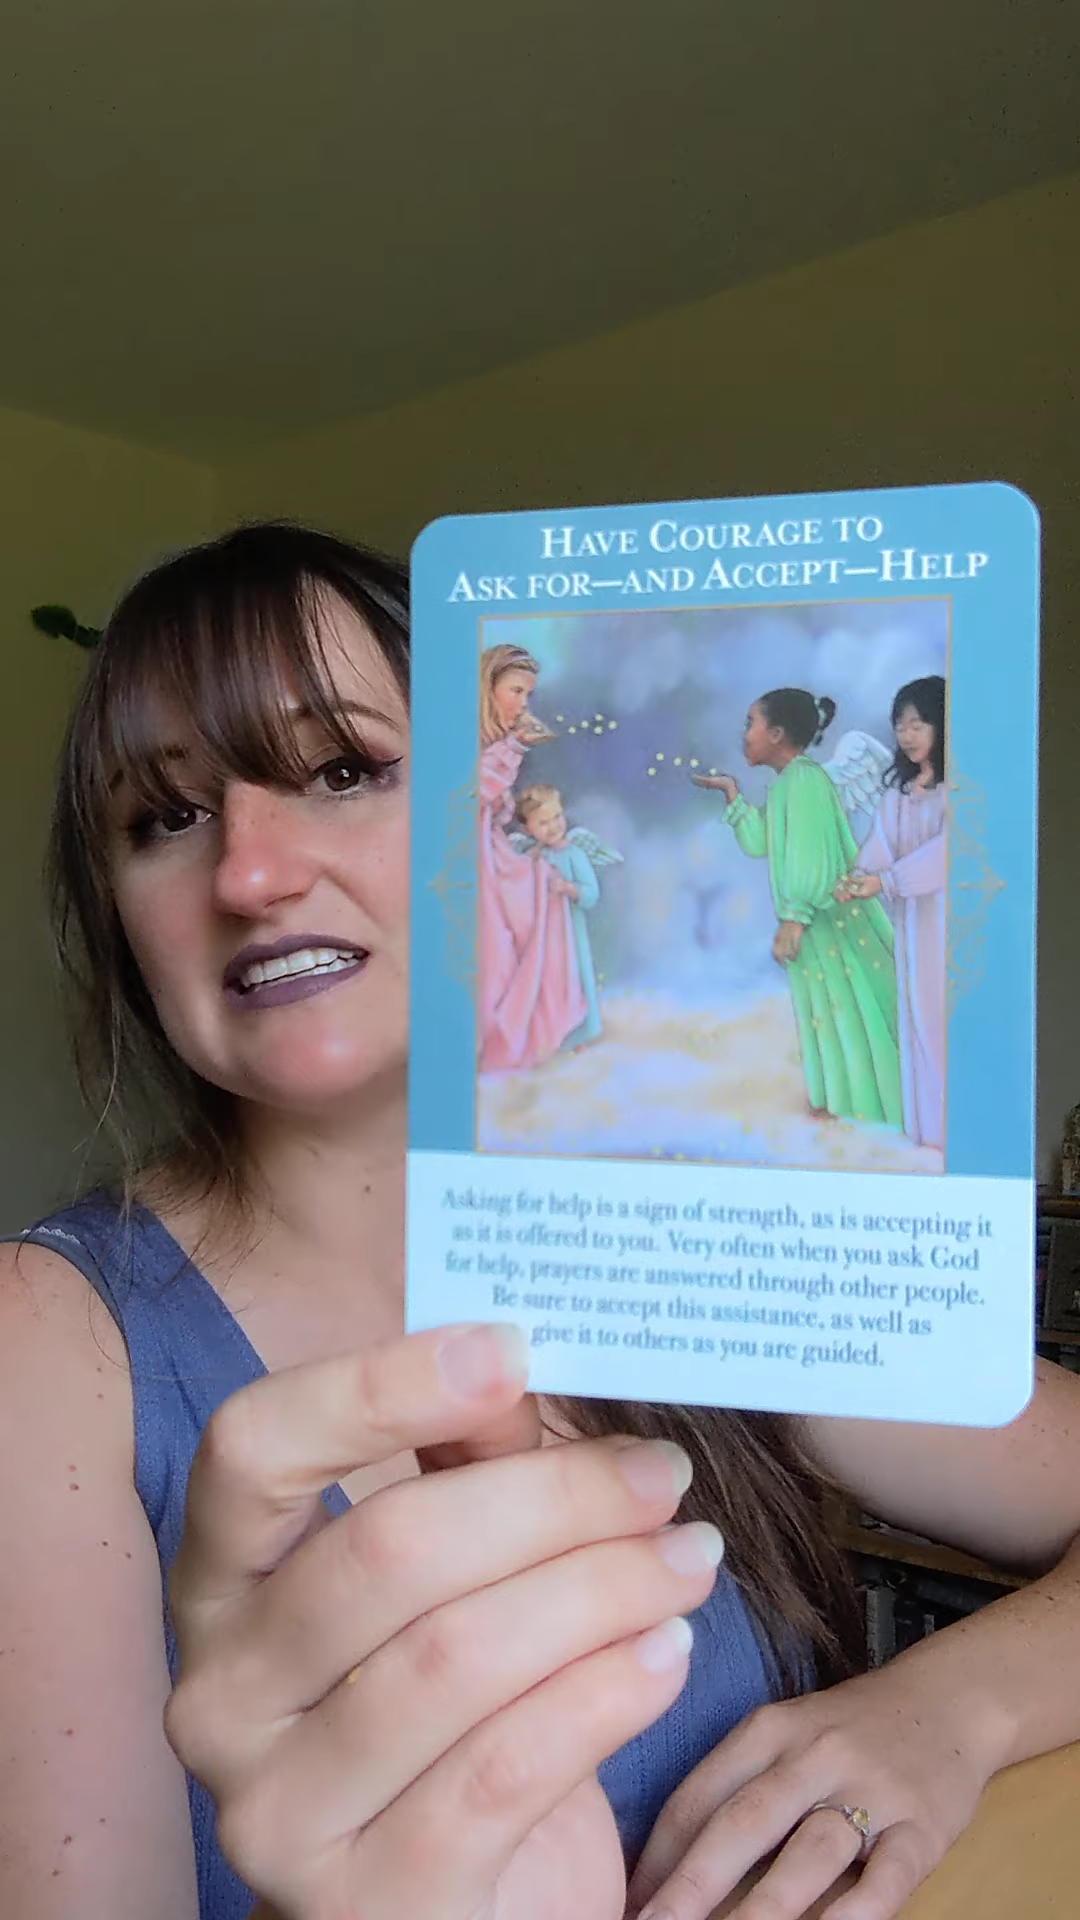 HAVE COURAGE TO
ASK FOR—AND ACCEPT—HELP
Asking for help is a sign of strength, as is accepting it
as it is offered to you. Very often when you ask God
for help, prayers are answered through other people.
Be sure to accept this assistance, as well as
give it to others as you are guided.